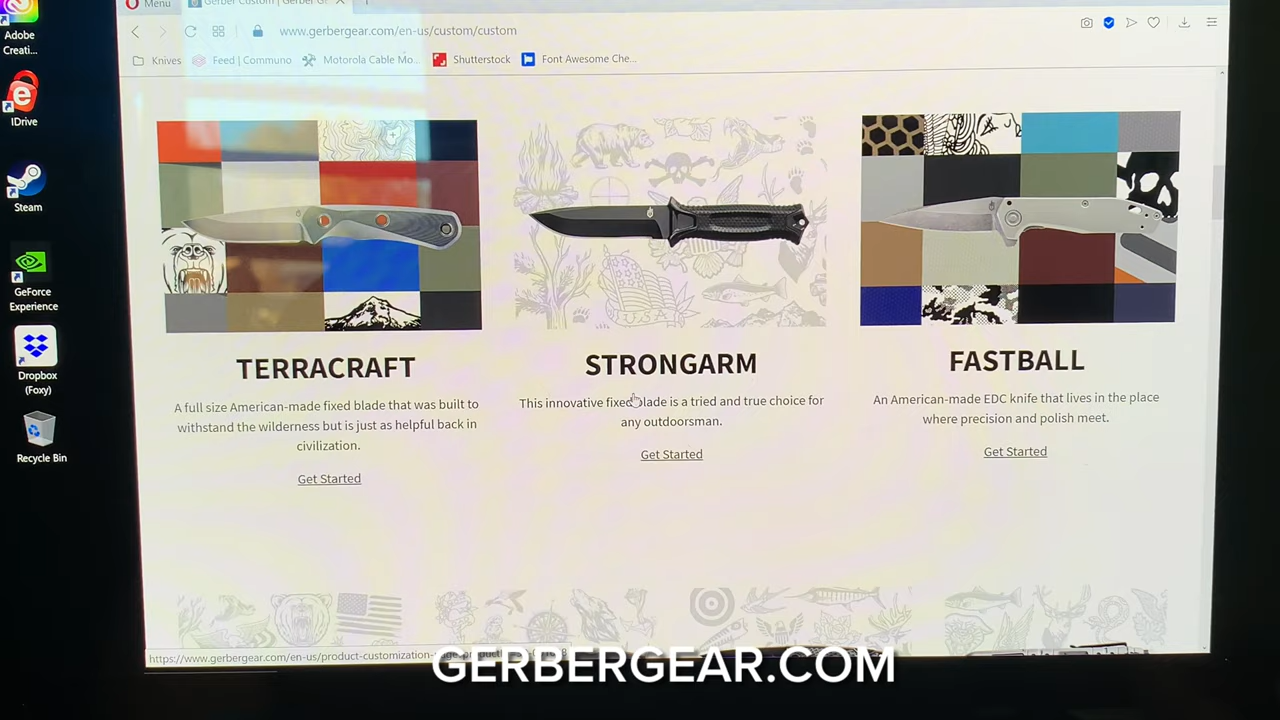 Adobe
Creati...
IDrive
Steam
GeForce
Experience
Dropbox
(Foxy)
Recycle Bin
Menu
Gerber Custom | Gerber G
www.gerbergear.com/en-us/custom/custom
Knives
Feed | Communo
Motorola Cable Mo...
Shutterstock
Font Awesome Che...
TERRACRAFT
A full size American-made fixed blade that was built to
withstand the wilderness but is just as helpful back in
civilization.
Get Started
STRONGARM
This innovative fixed blade is a tried and true choice for
any outdoorsman.
Get Started
FASTBALL
An American-made EDC knife that lives in the place
where precision and polish meet.
Get Started
USA
https://www.gerbergear.com/en-us/product-customization
GERBERGEAR.COM